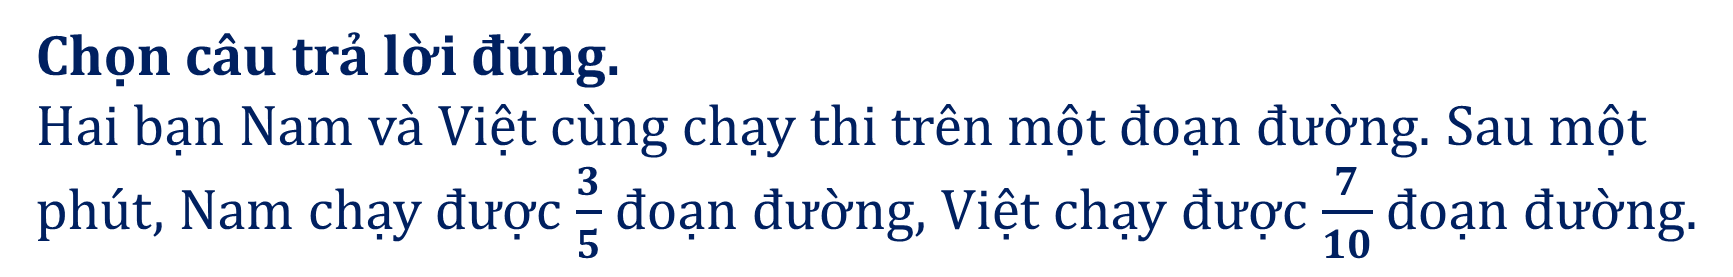 Chọn câu trả lời đúng.
Hai bạn Nam và Việt cùng chạy thi trên một đoạn đường. Sau một
phút, Nam chạy được 3/5 đoạn đường, Việt chạy được 7/10 đoạn đường.